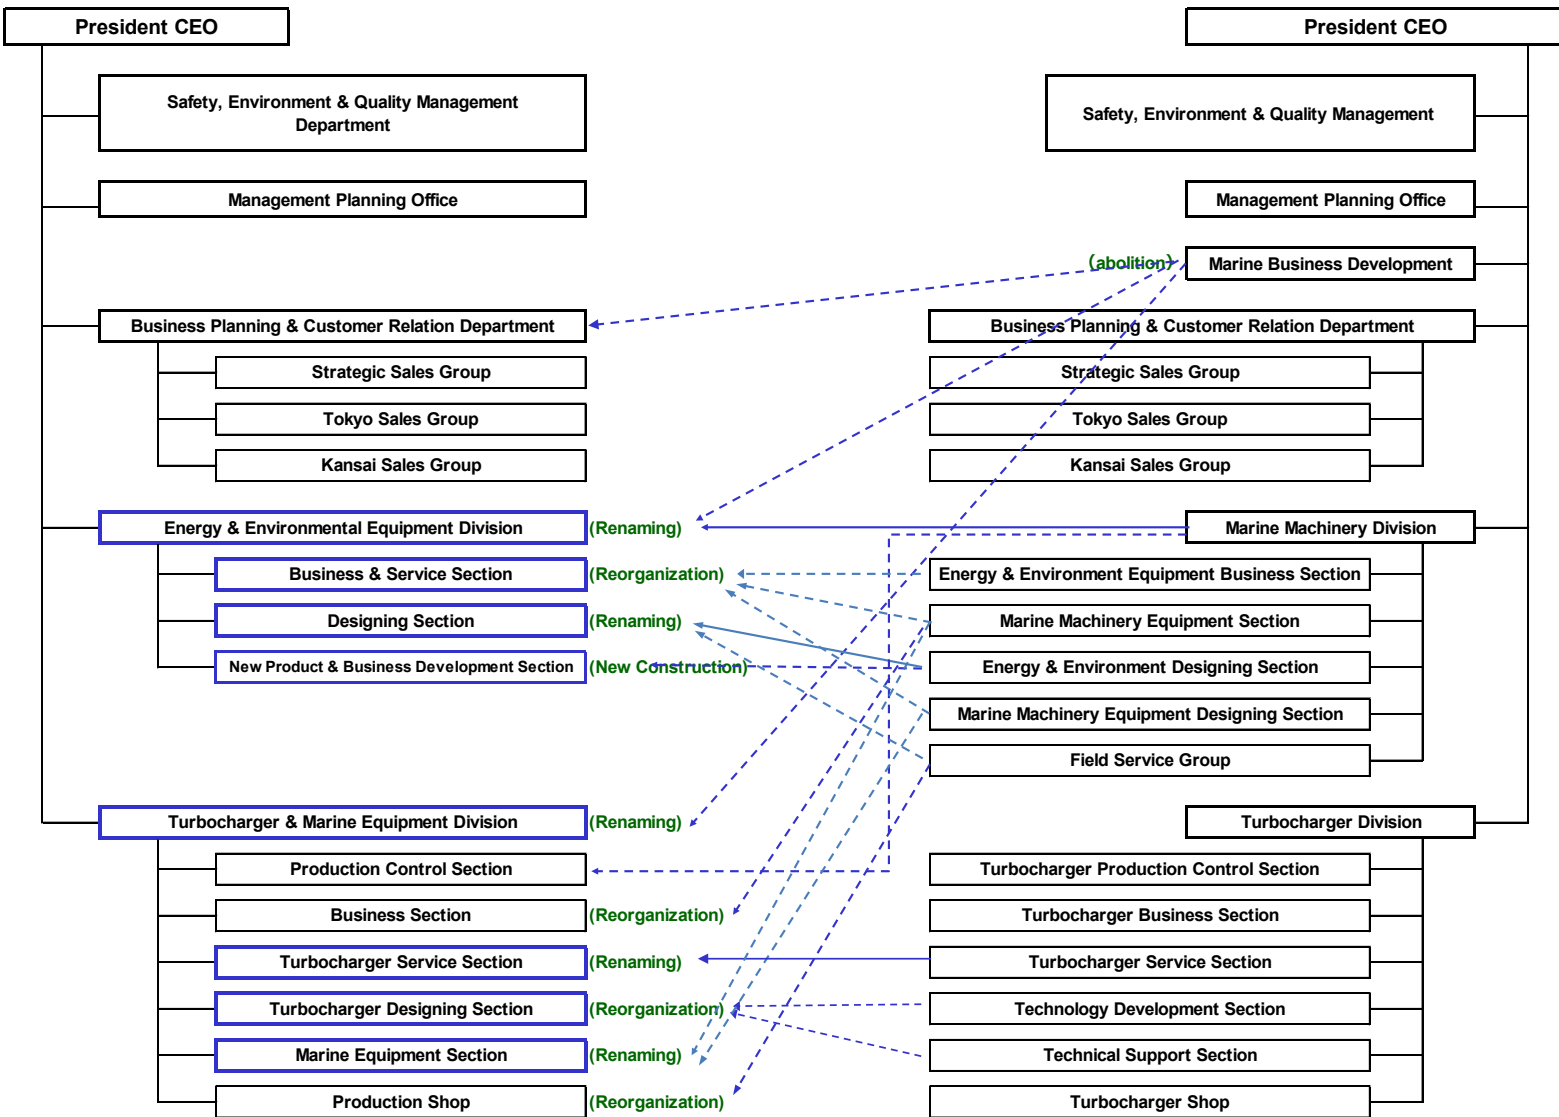 President CEO
President CEO
Safety, Environment & Quality Management
Department
Safety, Environment & Quality Management
Management Planning Office
Management Planning Office
(abolition)
Marine Business Development
Business Planning & Customer Relation Department
Business Planning & Customer Relation Department
Strategic Sales Group
Strategic Sales Group
Tokyo Sales Group
Tokyo Sales Group
Kansai Sales Group
Kansai Sales Group
Energy & Environmental Equipment Division
(Renaming)
Marine Machinery Division
Business & Service Section
(Reorganization)
Energy & Environment Equipment Business Section
Designing Section
(Renaming)
Marine Machinery Equipment Section
New Product & Business Development Section
(New Construction)
Energy & Environment Designing Section
Marine Machinery Equipment Designing Section
Field Service Group
Turbocharger & Marine Equipment Division
(Renaming)
Turbocharger Division
Production Control Section
Turbocharger Production Control Section
Business Section
(Reorganization)
Turbocharger Business Section
Turbocharger Service Section
(Renaming)
Turbocharger Service Section
Turbocharger Designing Section
(Reorganization)
Technology Development Section
Marine Equipment Section
(Renaming)
Technical Support Section
Production Shop
(Reorganization)
Turbocharger Shop